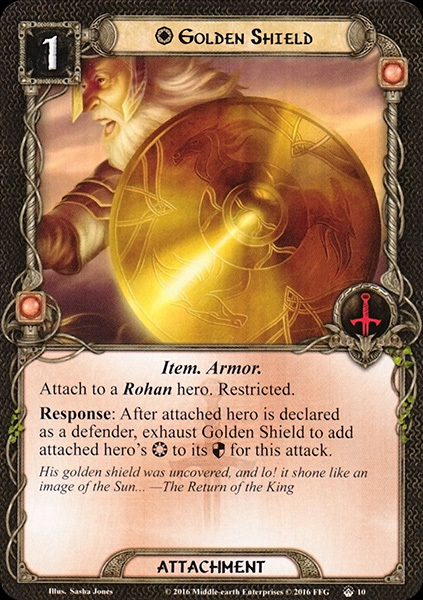 1
Golden Shield
Item. Armor.
Attach to a Rohan hero. Restricted.
Response: After attached hero is declared
as a defender, exhaust Golden Shield to add
attached hero's to its for this attack.
His golden shield was uncovered, and lo! it shone like an
image of the Sun... —The Return of the King
ATTACHMENT
Illus. Sasha Jones © 2016 Middle-earth Enterprises © 2016 FFG 10